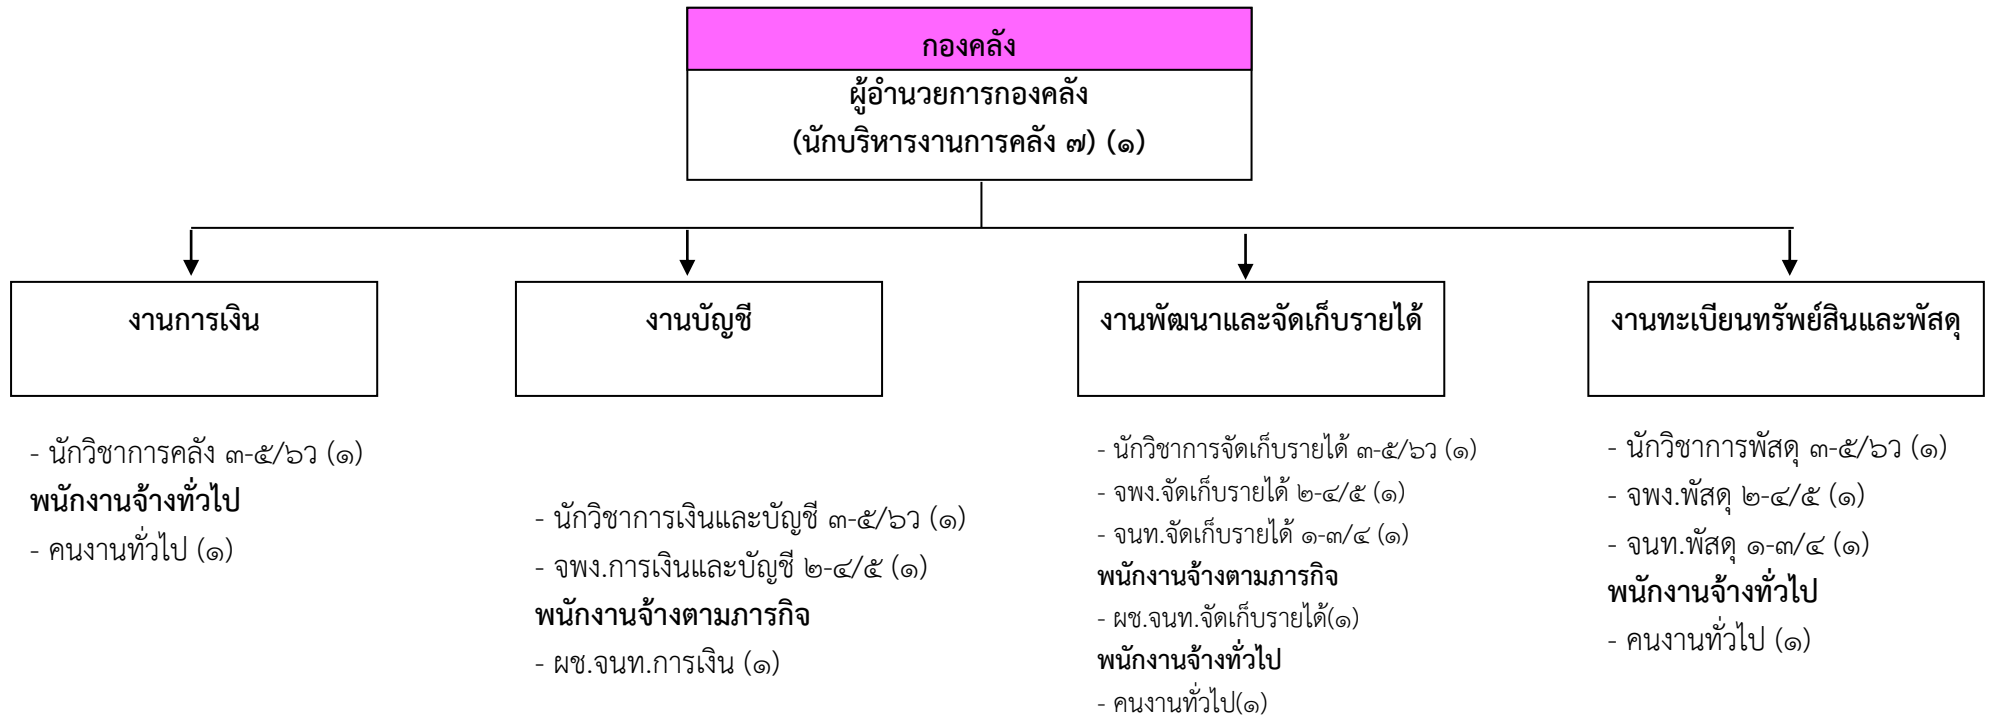 กองคลัง
ผู้อำนวยการกองคลัง
(นักบริหารงานการคลัง ๗) (๑)
งานการเงิน
- นักวิชาการคลัง ๓-๕/๖ว (๑)
พนักงานจ้างทั่วไป
- คนงานทั่วไป (๑)
งานบัญชี
- นักวิชาการเงินและบัญชี ๓-๕/๖ว (๑)
- จพง.การเงินและบัญชี ๒-๔/๕ (๑)
พนักงานจ้างตามภารกิจ
- ผช.จนท.การเงิน (๑)
งานพัฒนาและจัดเก็บรายได้
- นักวิชาการจัดเก็บรายได้ ๓-๕/๖ว (๑)
- จพง.จัดเก็บรายได้ ๒-๔/๕ (๑)
- จนท.จัดเก็บรายได้ ๑-๓/๔ (๑)
พนักงานจ้างตามภารกิจ
- ผช.จนท.จัดเก็บรายได้(๑)
พนักงานจ้างทั่วไป
- คนงานทั่วไป(๑)
งานทะเบียนทรัพย์สินและพัสดุ
- นักวิชาการพัสดุ ๓-๕/๖ว (๑)
- จพง.พัสดุ ๒-๔/๕ (๑)
- จนท.พัสดุ ๑-๓/๔ (๑)
พนักงานจ้างทั่วไป
- คนงานทั่วไป (๑)